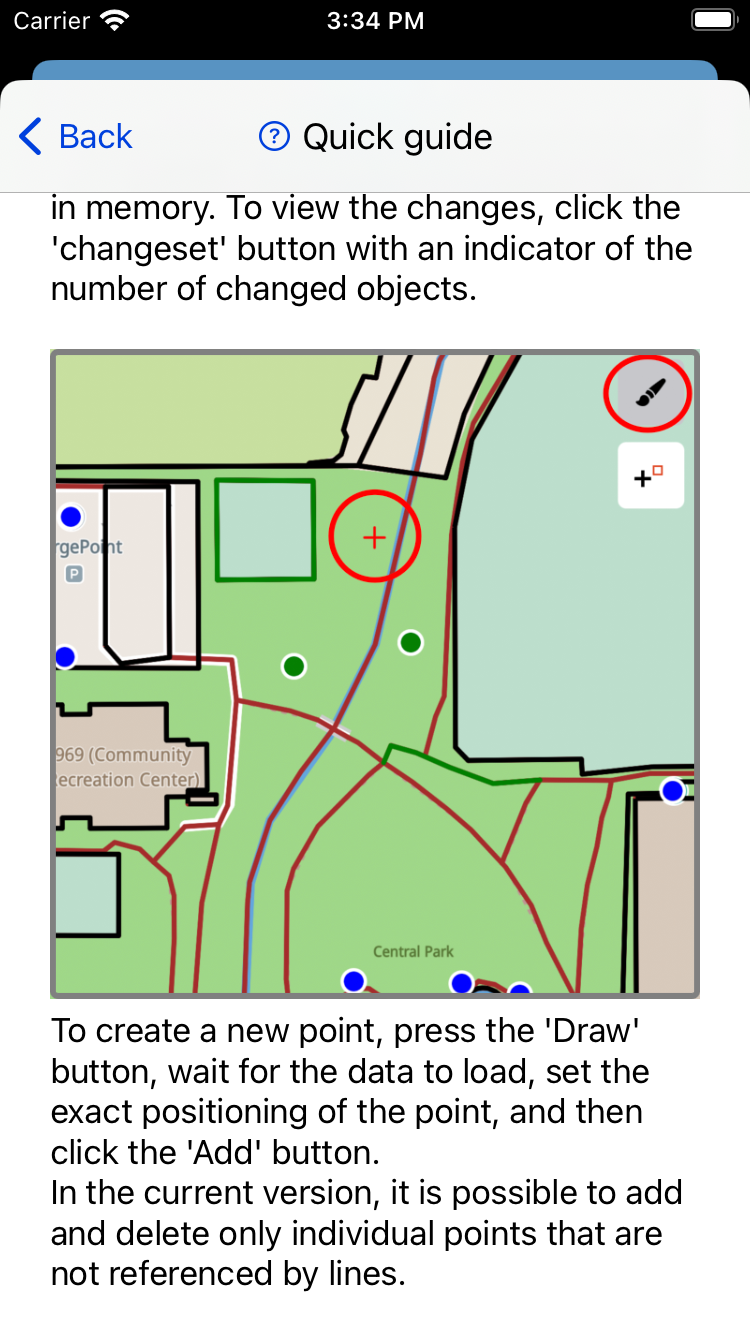 Carrier 3:34 PM
Back Quick guide
in memory. To view the changes, click the
'changeset' button with an indicator of the
number of changed objects.
rgePoint
P
969 (Community
ecreation Center)
Central Park
To create a new point, press the 'Draw'
button, wait for the data to load, set the
exact positioning of the point, and then
click the 'Add' button.
In the current version, it is possible to add
and delete only individual points that are
not referenced by lines.